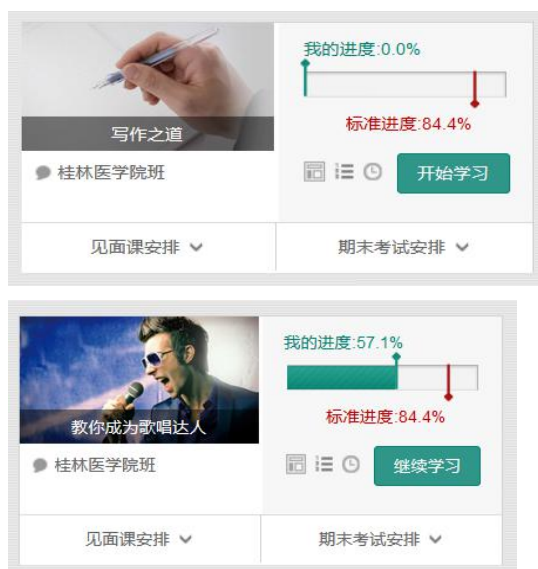 我的进度:0.0%
标准进度:84.4%
写作之道
桂林医学院班
开始学习
见面课安排
期末考试安排
我的进度:57.1%
标准进度:84.4%
教你成为歌唱达人
桂林医学院班
继续学习
见面课安排
期末考试安排